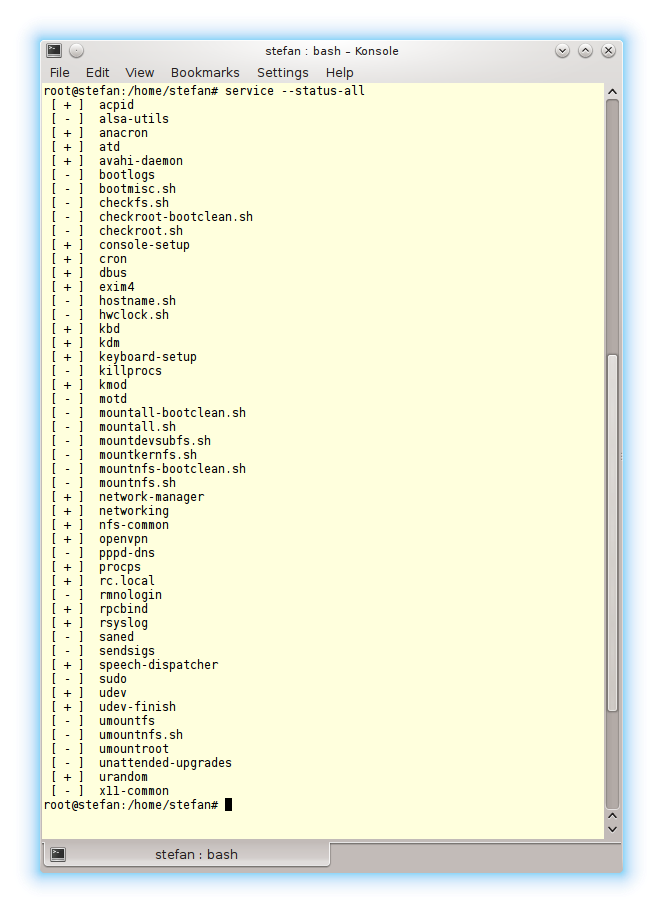 stefan : bash – Konsole
File Edit View Bookmarks Settings Help
root@stefan:/home/stefan# service --status-all
[ + ] acpid
[ - ] alsa-utils
[ + ] anacron
[ + ] atd
[ + ] avahi-daemon
[ - ] bootlogs
[ - ] bootmisc.sh
[ - ] checkfs.sh
[ - ] checkroot-bootclean.sh
[ - ] checkroot.sh
[ + ] console-setup
[ + ] cron
[ + ] dbus
[ + ] exim4
[ - ] hostname.sh
[ - ] hwclock.sh
[ + ] kbd
[ + ] kdm
[ + ] keyboard-setup
[ - ] killprocs
[ + ] kmod
[ - ] motd
[ - ] mountall-bootclean.sh
[ - ] mountall.sh
[ - ] mountdevsubfs.sh
[ - ] mountkernfs.sh
[ - ] mountnfs-bootclean.sh
[ - ] mountnfs.sh
[ + ] network-manager
[ + ] networking
[ + ] nfs-common
[ + ] openvpn
[ - ] pppd-dns
[ + ] procps
[ + ] rc.local
[ - ] rmnologin
[ + ] rpcbind
[ + ] rsyslog
[ - ] saned
[ - ] sendsigs
[ + ] speech-dispatcher
[ - ] sudo
[ + ] udev
[ + ] udev-finish
[ - ] umountfs
[ - ] umountnfs.sh
[ - ] umountroot
[ - ] unattended-upgrades
[ + ] urandom
[ - ] x11-common
root@stefan:/home/stefan#
stefan : bash